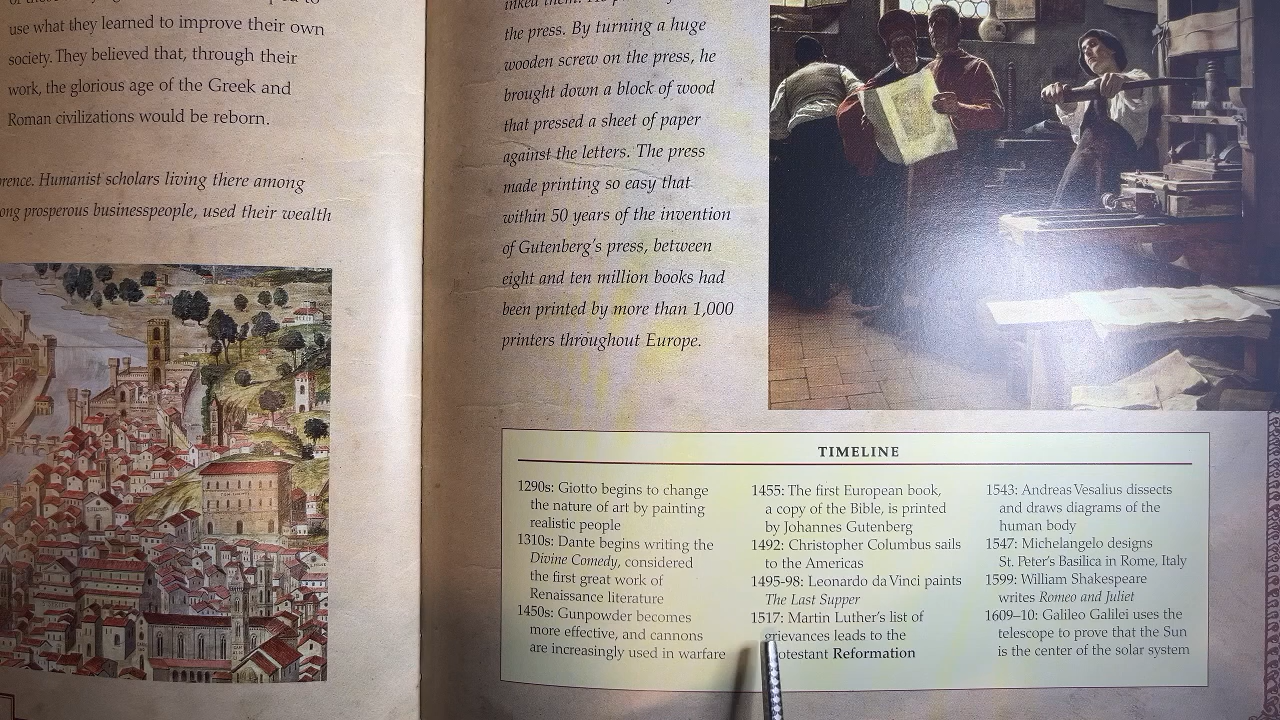 use what they learned to improve their own
society. They believed that, through their
work, the glorious age of the Greek and
Roman civilizations would be reborn.
Humanist scholars living there among
prosperous businesspeople, used their wealth
the press. By turning a huge
wooden screw on the press, he
brought down a block of wood
that pressed a sheet of paper
against the letters. The press
made printing so easy that
within 50 years of the invention
of Gutenberg's press, between
eight and ten million books had
been printed by more than 1,000
printers throughout Europe.
TIMELINE
1290s: Giotto begins to change
the nature of art by painting
realistic people
1310s: Dante begins writing the
Divine Comedy, considered
the first great work of
Renaissance literature
1450s: Gunpowder becomes
more effective, and cannons
are increasingly used in warfare
1455: The first European book,
a copy of the Bible, is printed
by Johannes Gutenberg
1492: Christopher Columbus sails
to the Americas
1495-98: Leonardo da Vinci paints
The Last Supper
1517: Martin Luther's list of
grievances leads to the
otestant Reformation
1543: Andreas Vesalius dissects
and draws diagrams of the
human body
1547: Michelangelo designs
St. Peter's Basilica in Rome, Italy
1599: William Shakespeare
writes Romeo and Juliet
1609–10: Galileo Galilei uses the
telescope to prove that the Sun
is the center of the solar system